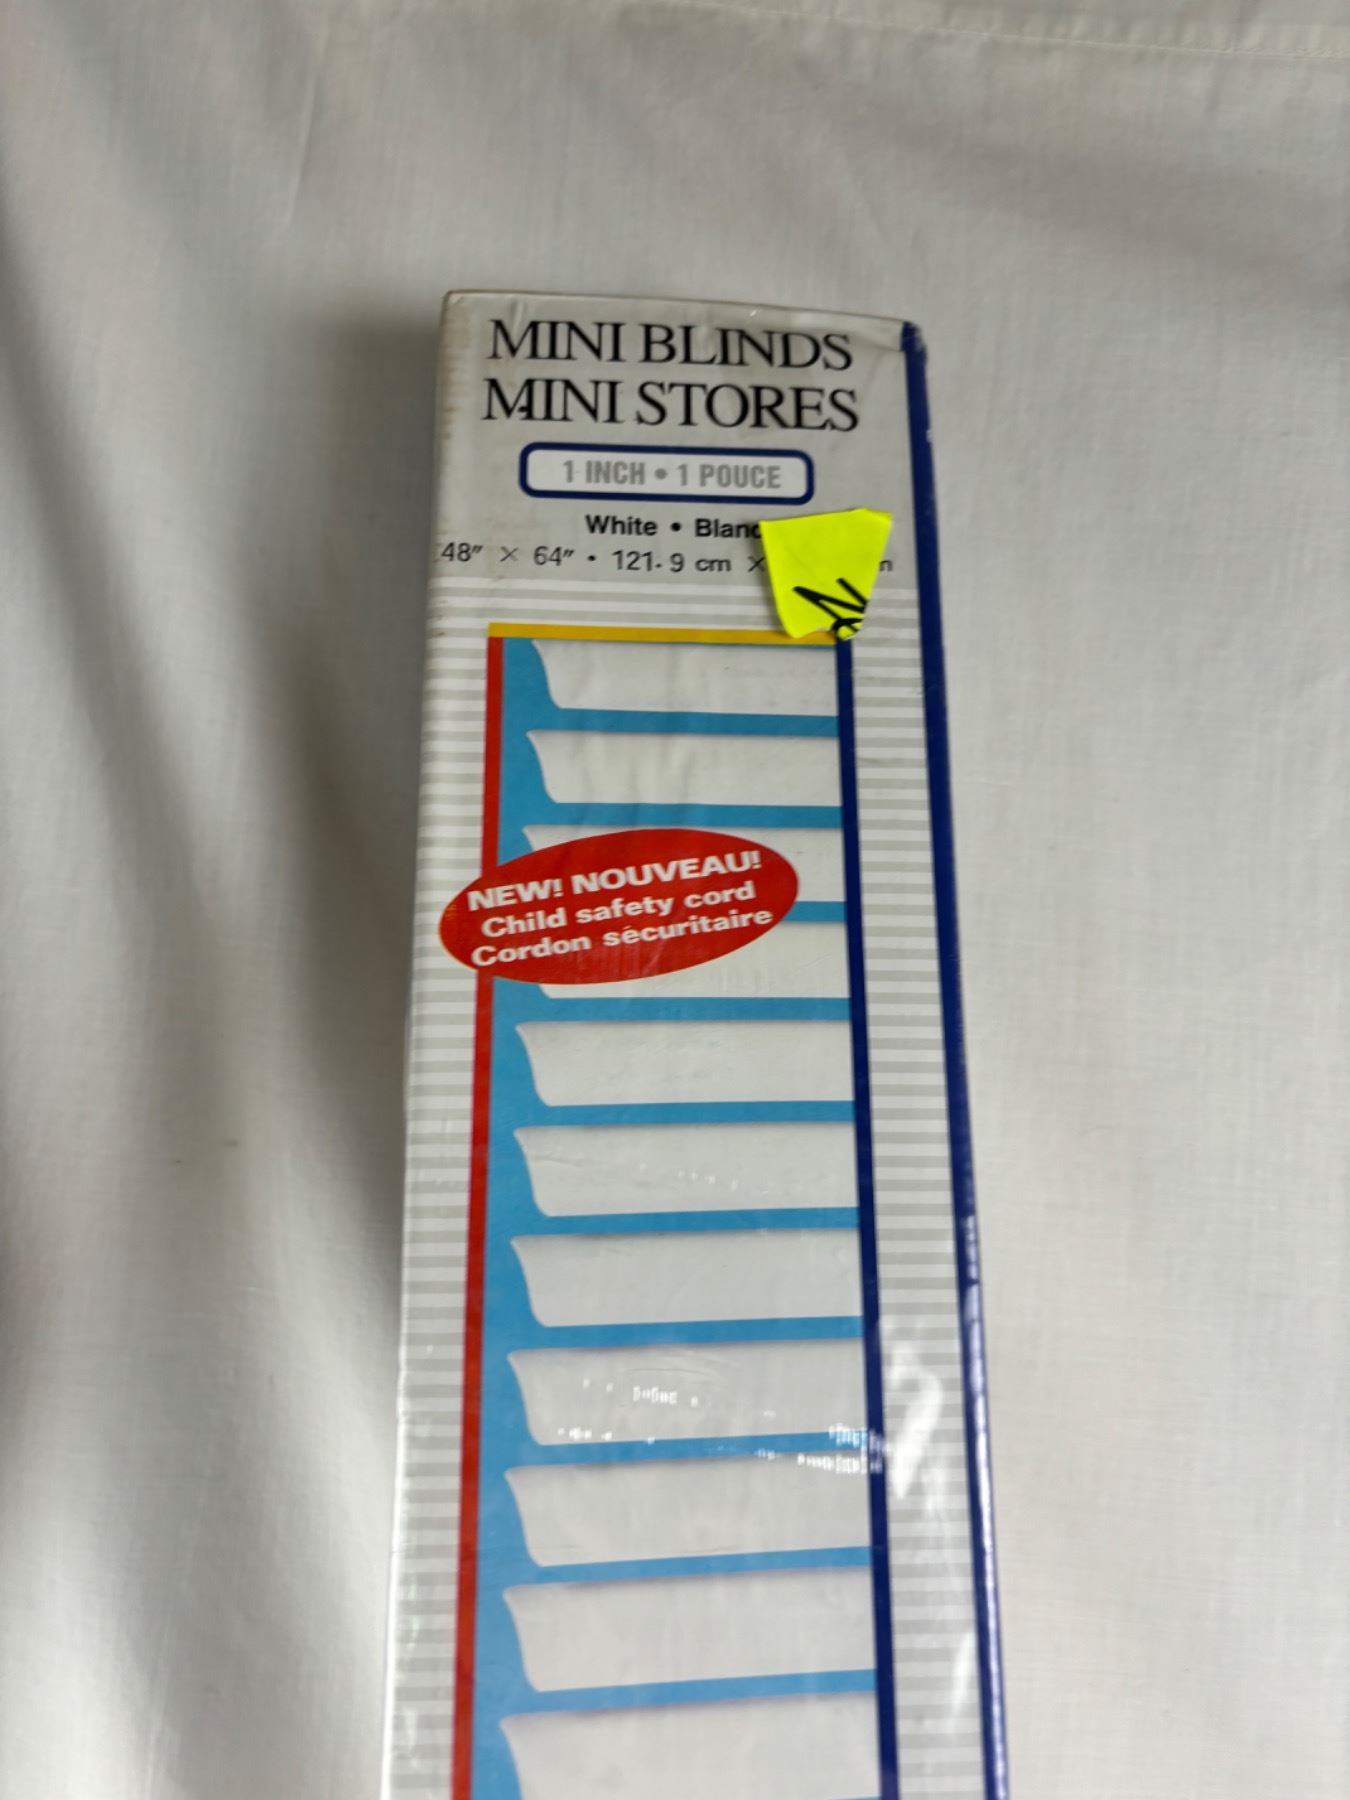 MINI BLINDS
MINI STORES
1 INCH • 1 POUCE
White • Blanc
48" × 64" • 121.9 cm ×
NEW! NOUVEAU!
Child safety cord
Cordon sécuritaire